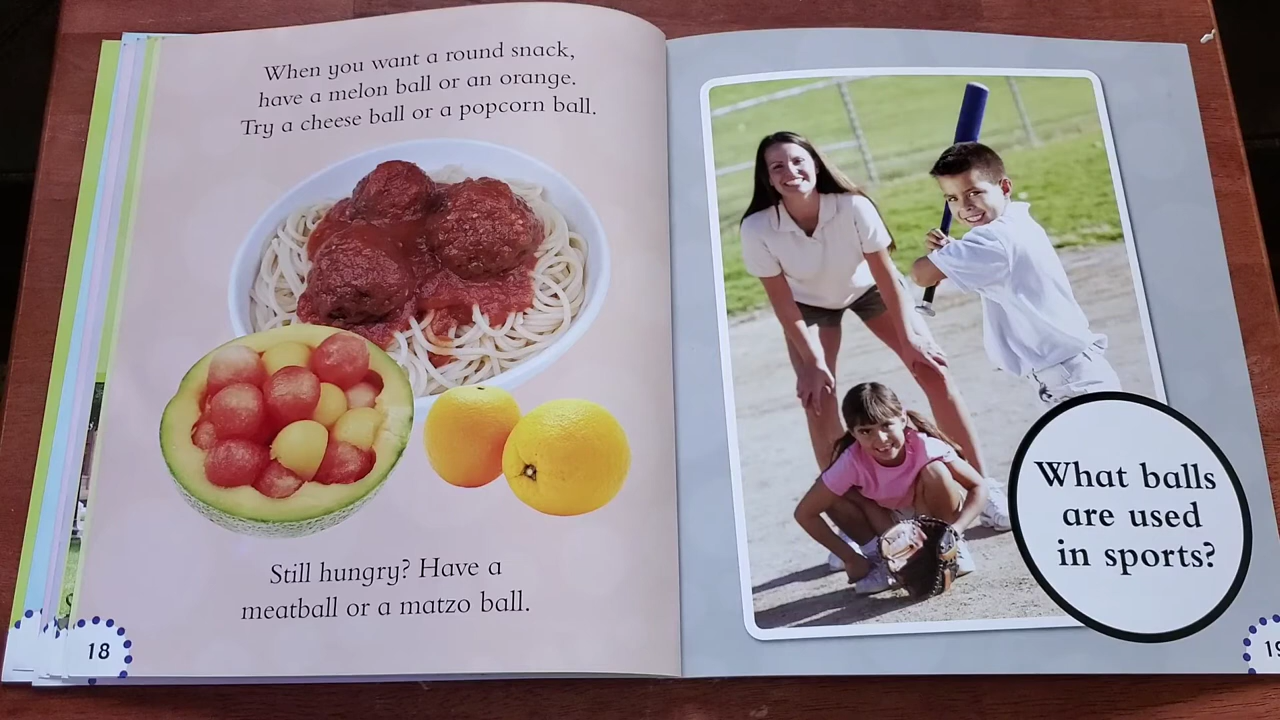 When you want a round snack,
have a melon ball or an orange.
Try a cheese ball or a popcorn ball.
Still hungry? Have a
meatball or a matzo ball.
18
What balls
are used
in sports?
19